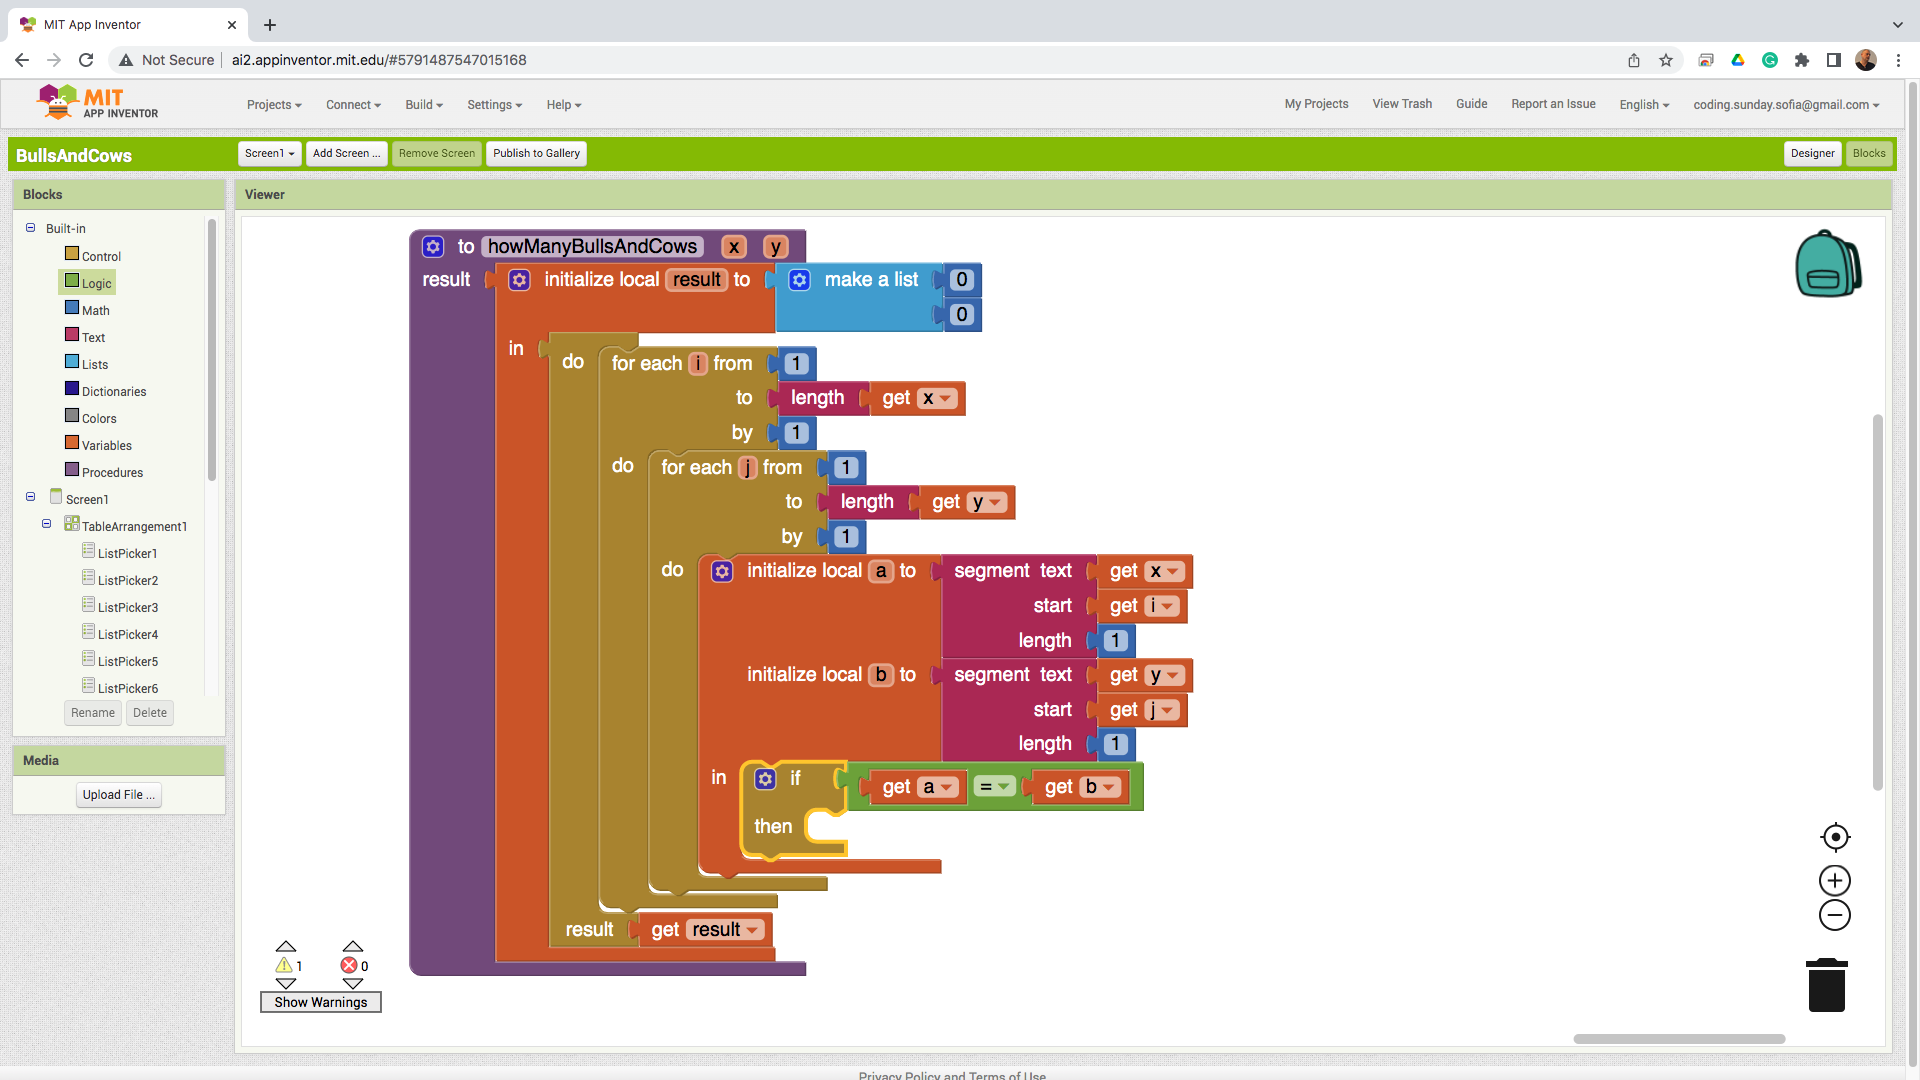 MIT App Inventor
Not Secure ai2.appinventor.mit.edu/#5791487547015168
MIT
APP INVENTOR
Projects Connect Build Settings Help My Projects View Trash Guide Report an Issue English coding.sunday.sofia@gmail.com
BullsAndCows Screen1 Add Screen ... Remove Screen Publish to Gallery Designer Blocks
Blocks
Built-in
Control
Logic
Math
Text
Lists
Dictionaries
Colors
Variables
Procedures
Screen1
TableArrangement1
ListPicker1
ListPicker2
ListPicker3
ListPicker4
ListPicker5
ListPicker6
Rename Delete
Media
Upload File ...
Viewer
to howManyBullsAndCows x y
result initialize local result to make a list 0
0
in do for each i from 1
to length get x
by 1
do for each j from 1
to length get y
by 1
do initialize local a to segment text get x
start get i
length 1
initialize local b to segment text get y
start get j
length 1
in if get a = get b
then
result get result
1 0
Show Warnings
Privacy Policy and Terms of Use